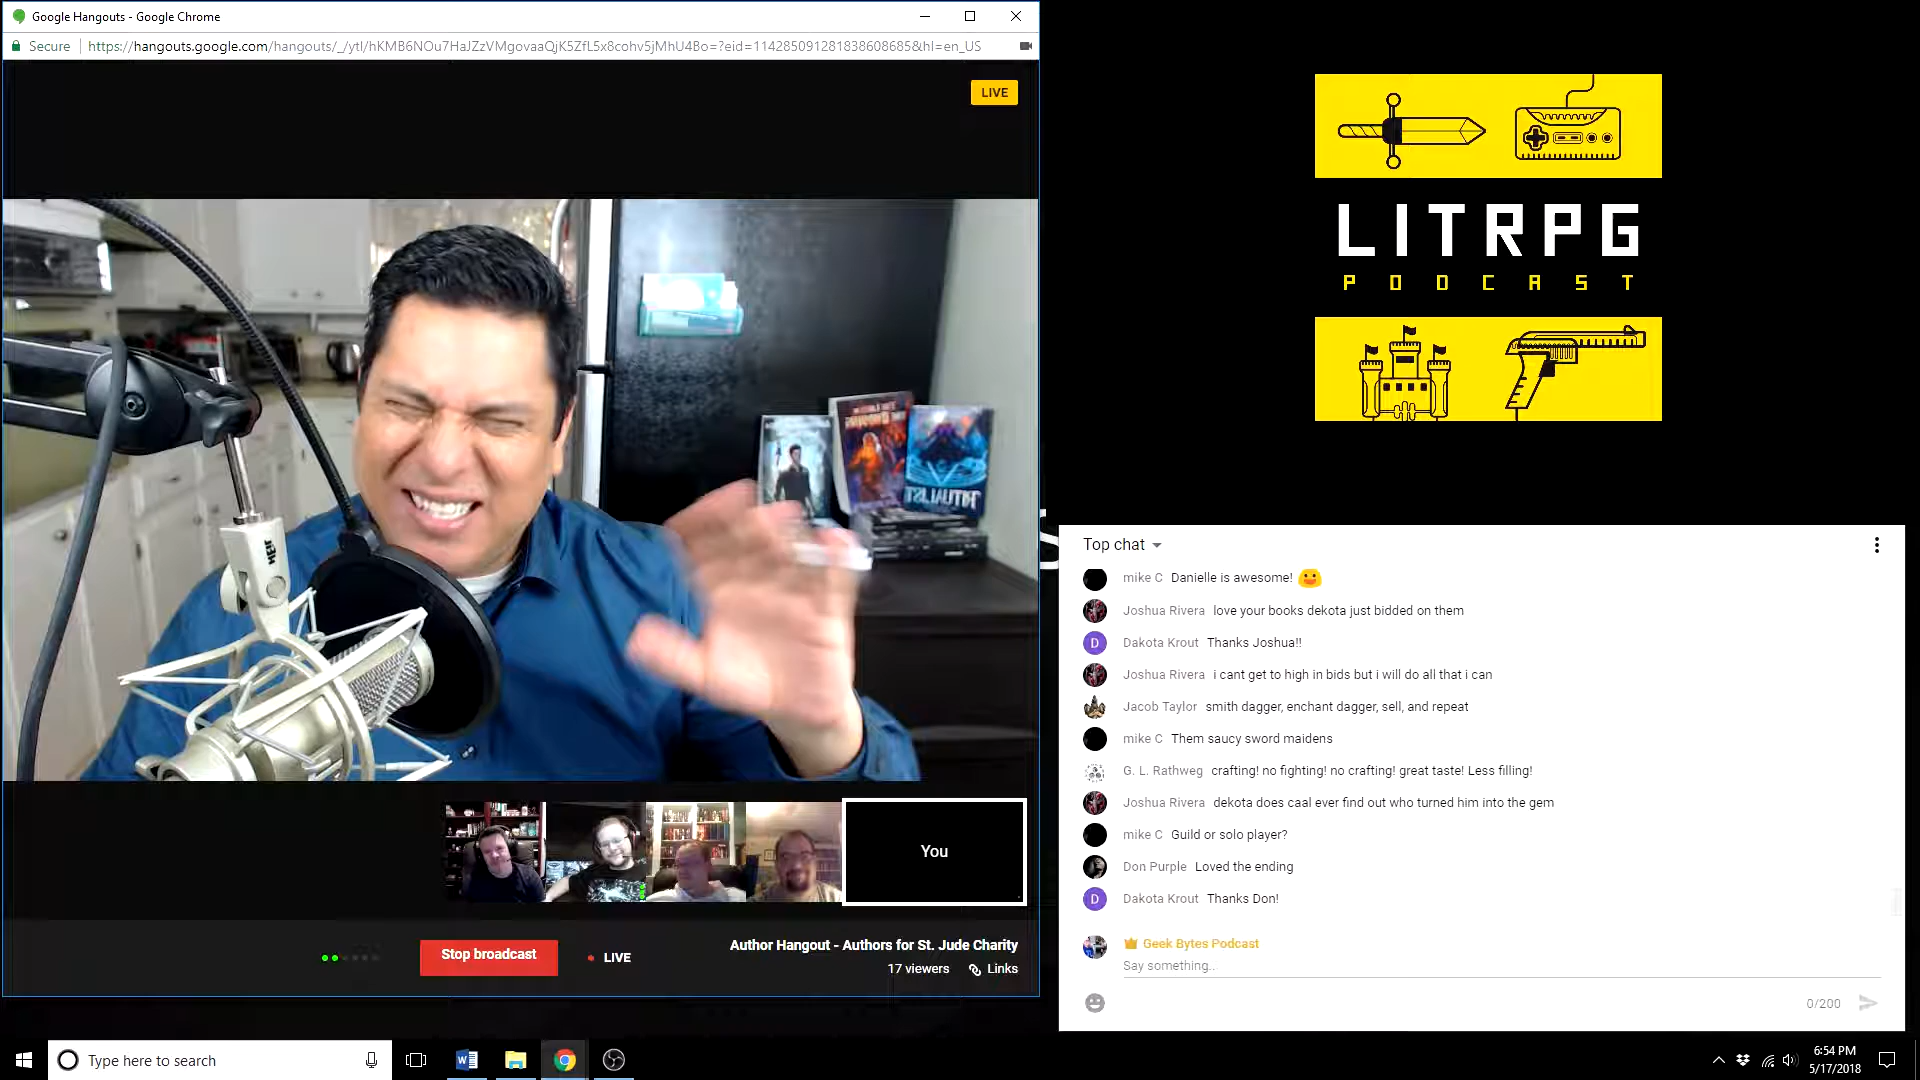 Google Hangouts - Google Chrome
Secure
https://hangouts.google.com/hangouts/_/ytl/hKMB6NOu7HaJZzVMgovaaQjK5ZfL5x8cohv5jMhU4Bo=?eid=114285091281838608685&hl=en_US
LIVE
HEIL
You
Stop broadcast
LIVE
Author Hangout - Authors for St. Jude Charity
17 viewers
Links
LITRPG
PODCAST
Top chat
mike C Danielle is awesome!
Joshua Rivera love your books dekota just bidded on them
D
Dakota Krout Thanks Joshua!!
Joshua Rivera i cant get to high in bids but i will do all that i can
Jacob Taylor smith dagger, enchant dagger, sell, and repeat
mike C Them saucy sword maidens
G. L. Rathweg crafting! no fighting! no crafting! great taste! Less filling!
Joshua Rivera dekota does caal ever find out who turned him into the gem
mike C Guild or solo player?
Don Purple Loved the ending
D
Dakota Krout Thanks Don!
Geek Bytes Podcast
Say something...
0/200
Type here to search
6:54 PM
5/17/2018